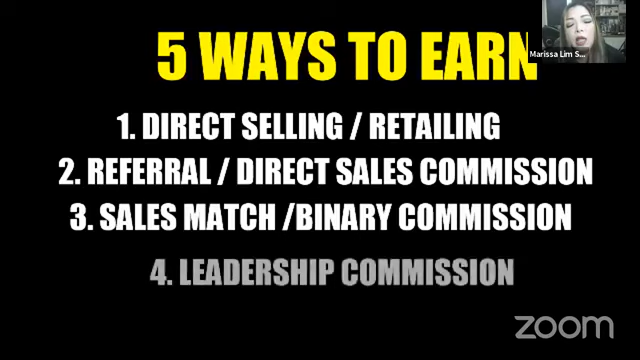 5 WAYS TO EARN
Marissa Lim S...
1. DIRECT SELLING / RETAILING
2. REFERRAL / DIRECT SALES COMMISSION
3. SALES MATCH /BINARY COMMISSION
4. LEADERSHIP COMMISSION
zoom